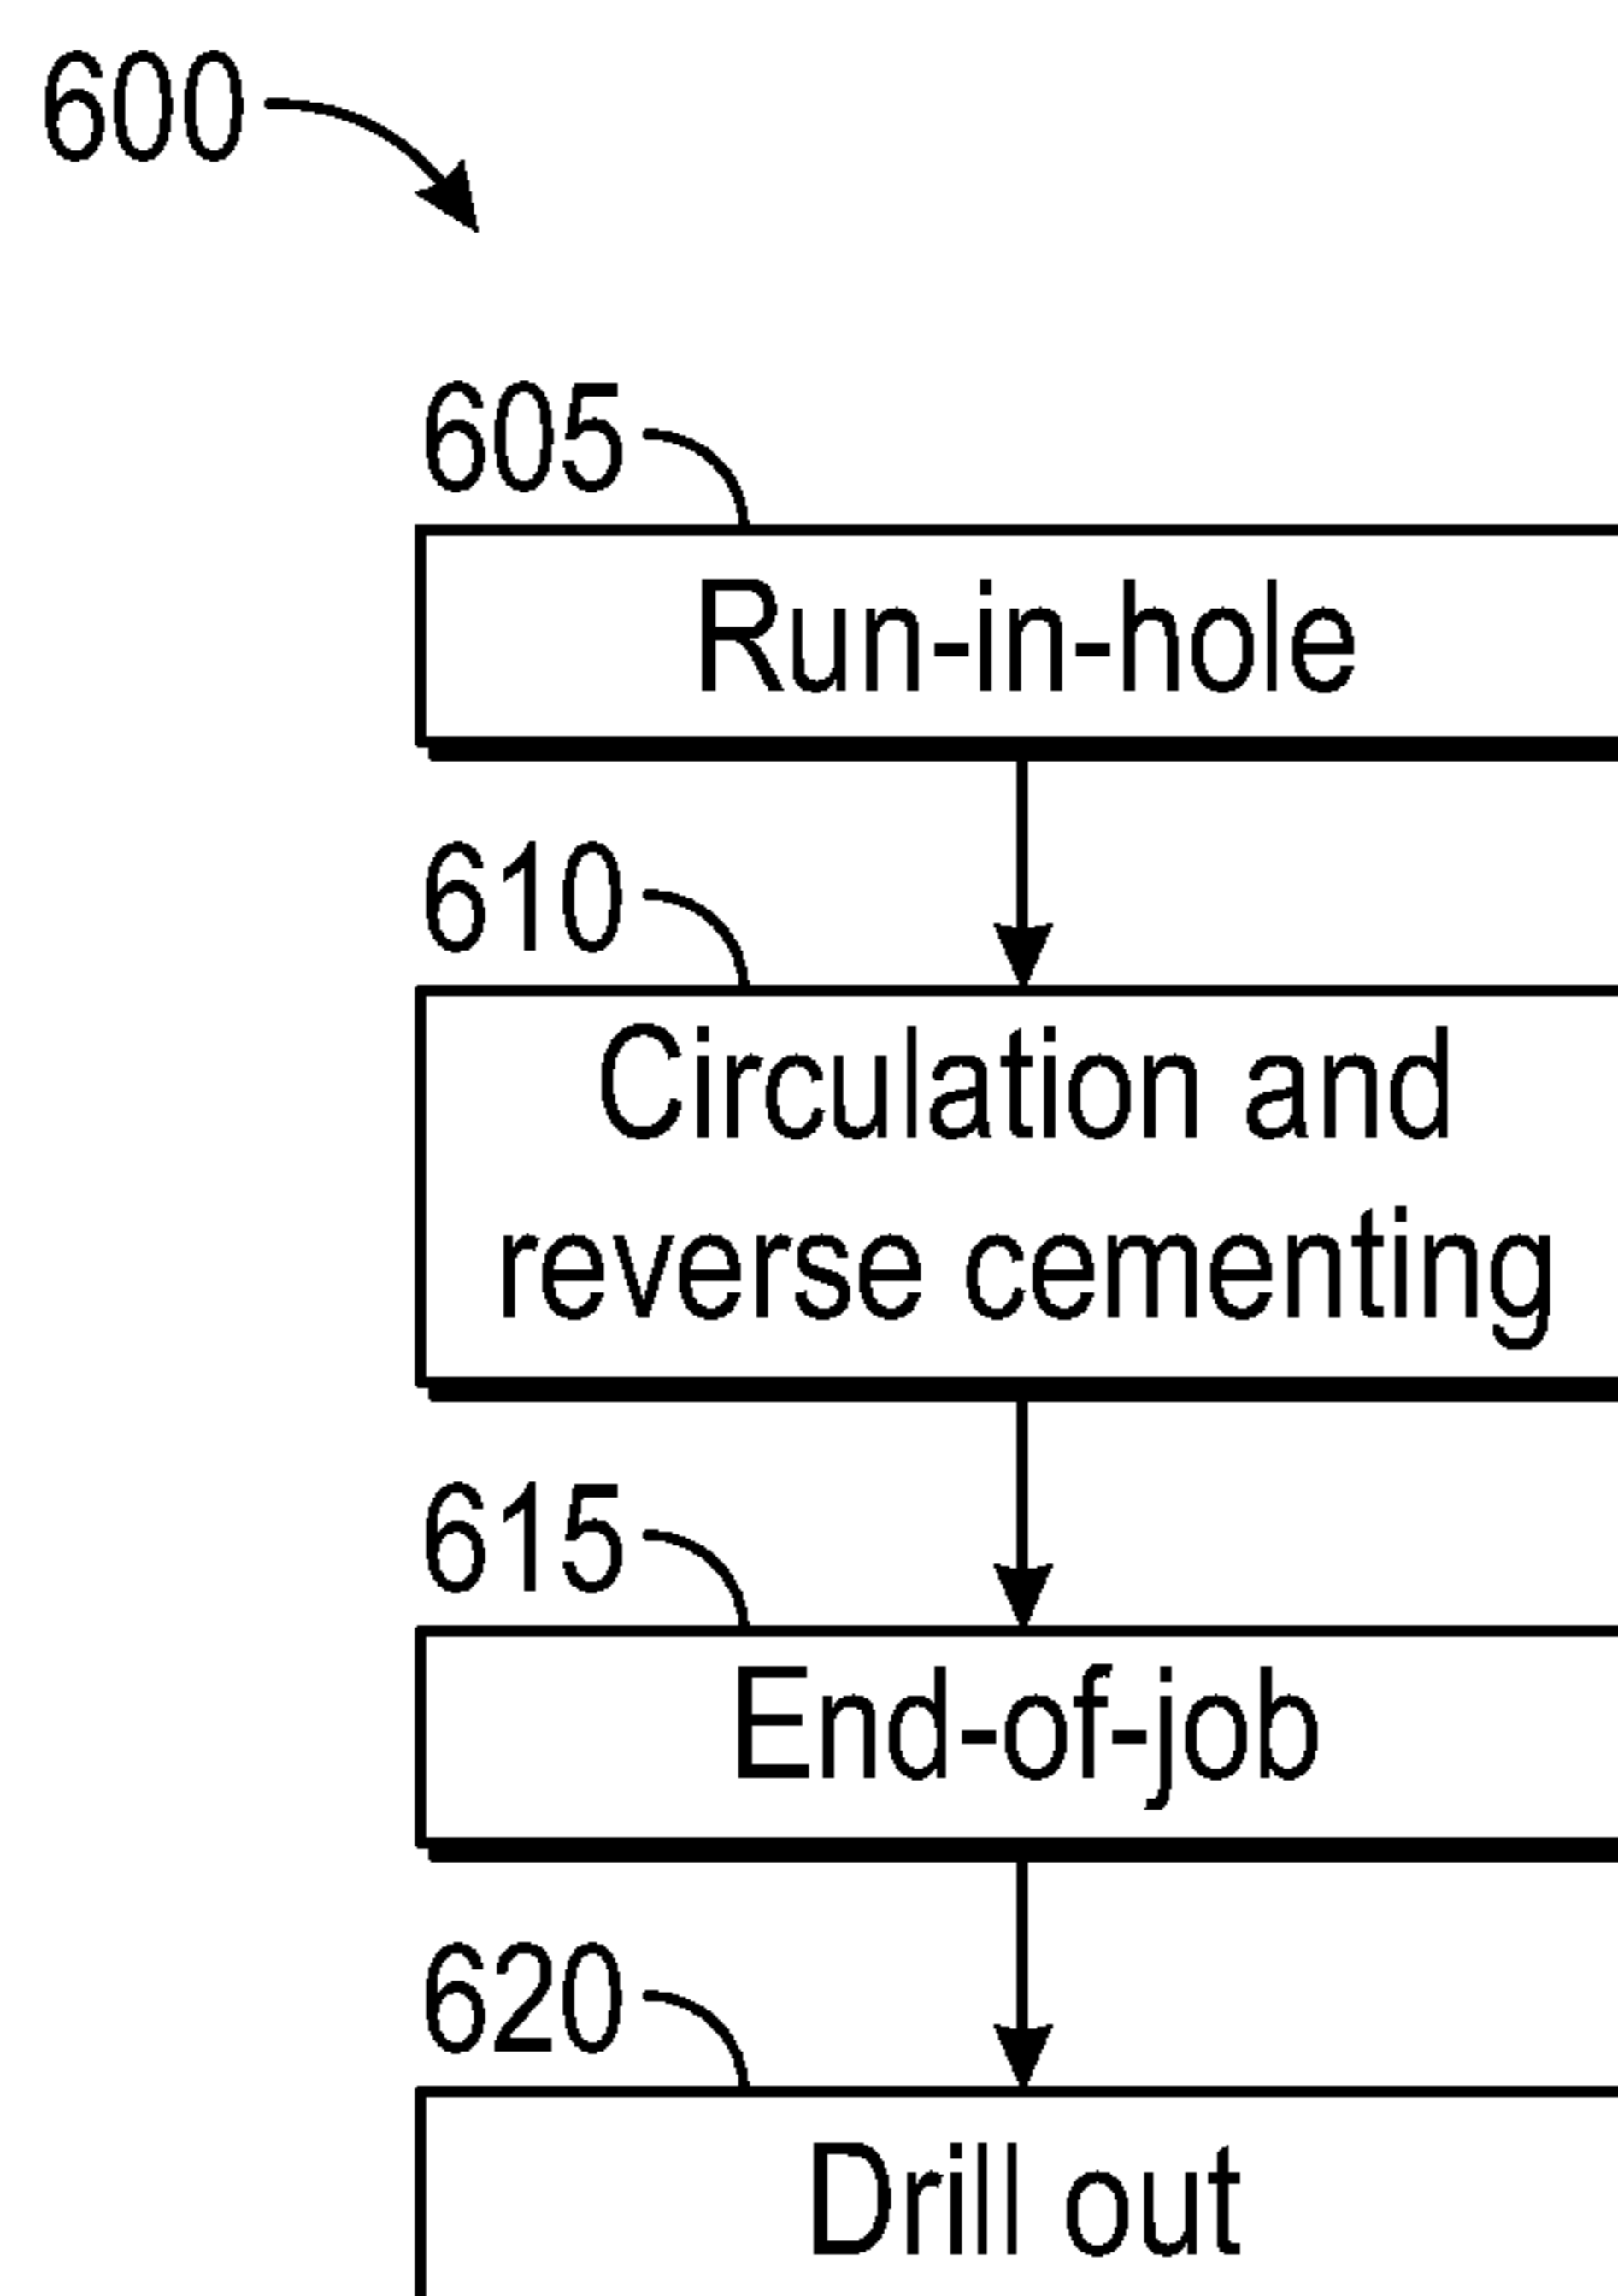 600
605
Run-in-hole
610
Circulation and
reverse cementing
615
End-of-job
620
Drill out